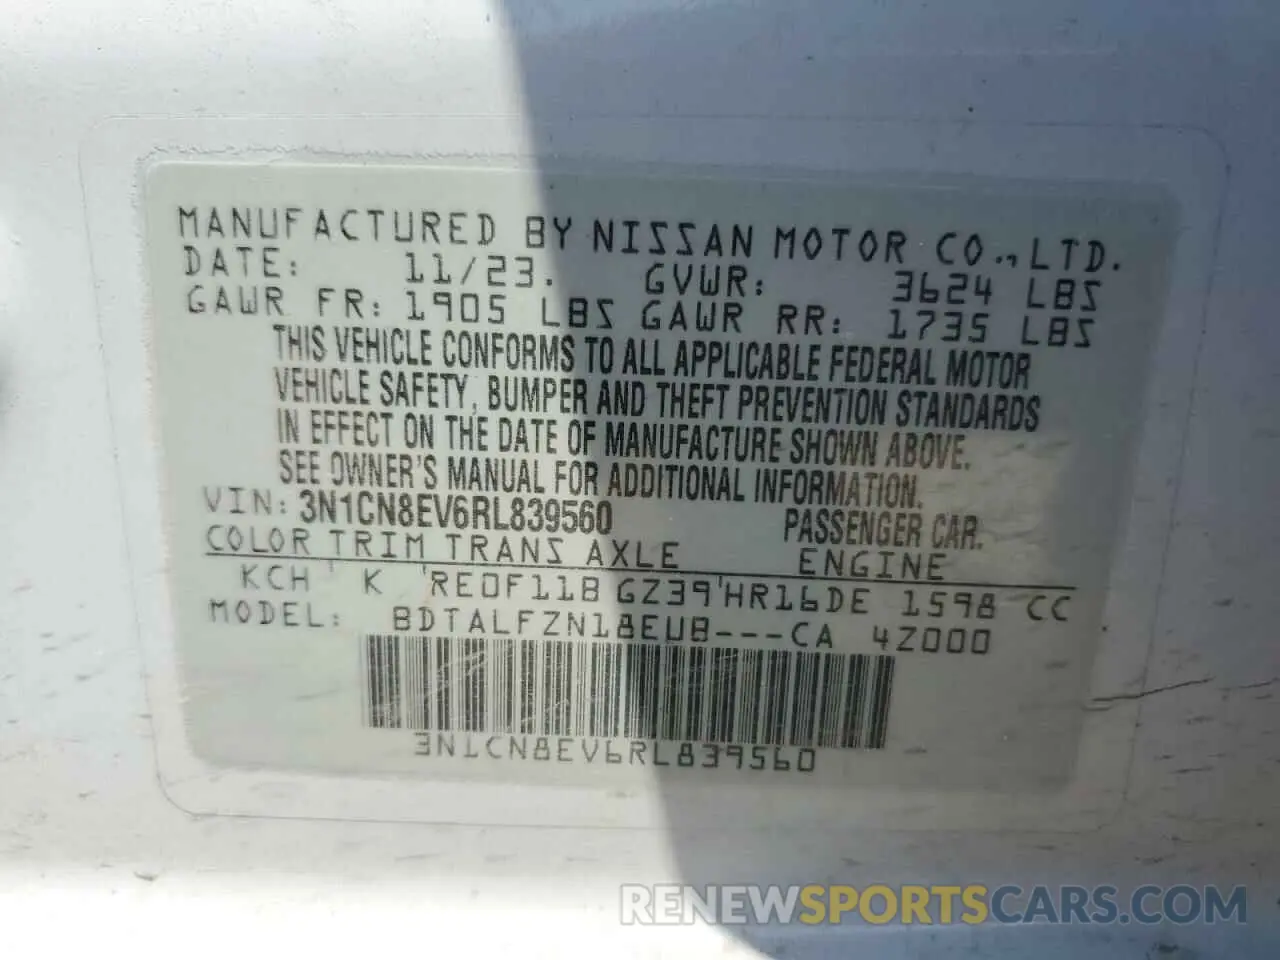 MANUFACTURED BY NISSAN MOTOR CO., LTD.
DATE: 11/23. GVWR: 3624 LBS
GAWR FR: 1905 LBS GAWR RR: 1735 LBS
THIS VEHICLE CONFORMS TO ALL APPLICABLE FEDERAL MOTOR
VEHICLE SAFETY, BUMPER AND THEFT PREVENTION STANDARDS
IN EFFECT ON THE DATE OF MANUFACTURE SHOWN ABOVE.
SEE OWNER'S MANUAL FOR ADDITIONAL INFORMATION.
VIN: 3N1CN8EV6RL839560 PASSENGER CAR.
COLOR TRIM TRANS AXLE ENGINE
KCH ' K 'RE0F11B GZ39'HR16DE 1598 CC
MODEL: BDTALFZN18EUB---CA 4Z000
3N1CN8EV6RL839560
RENEWSPORTSCARS.COM